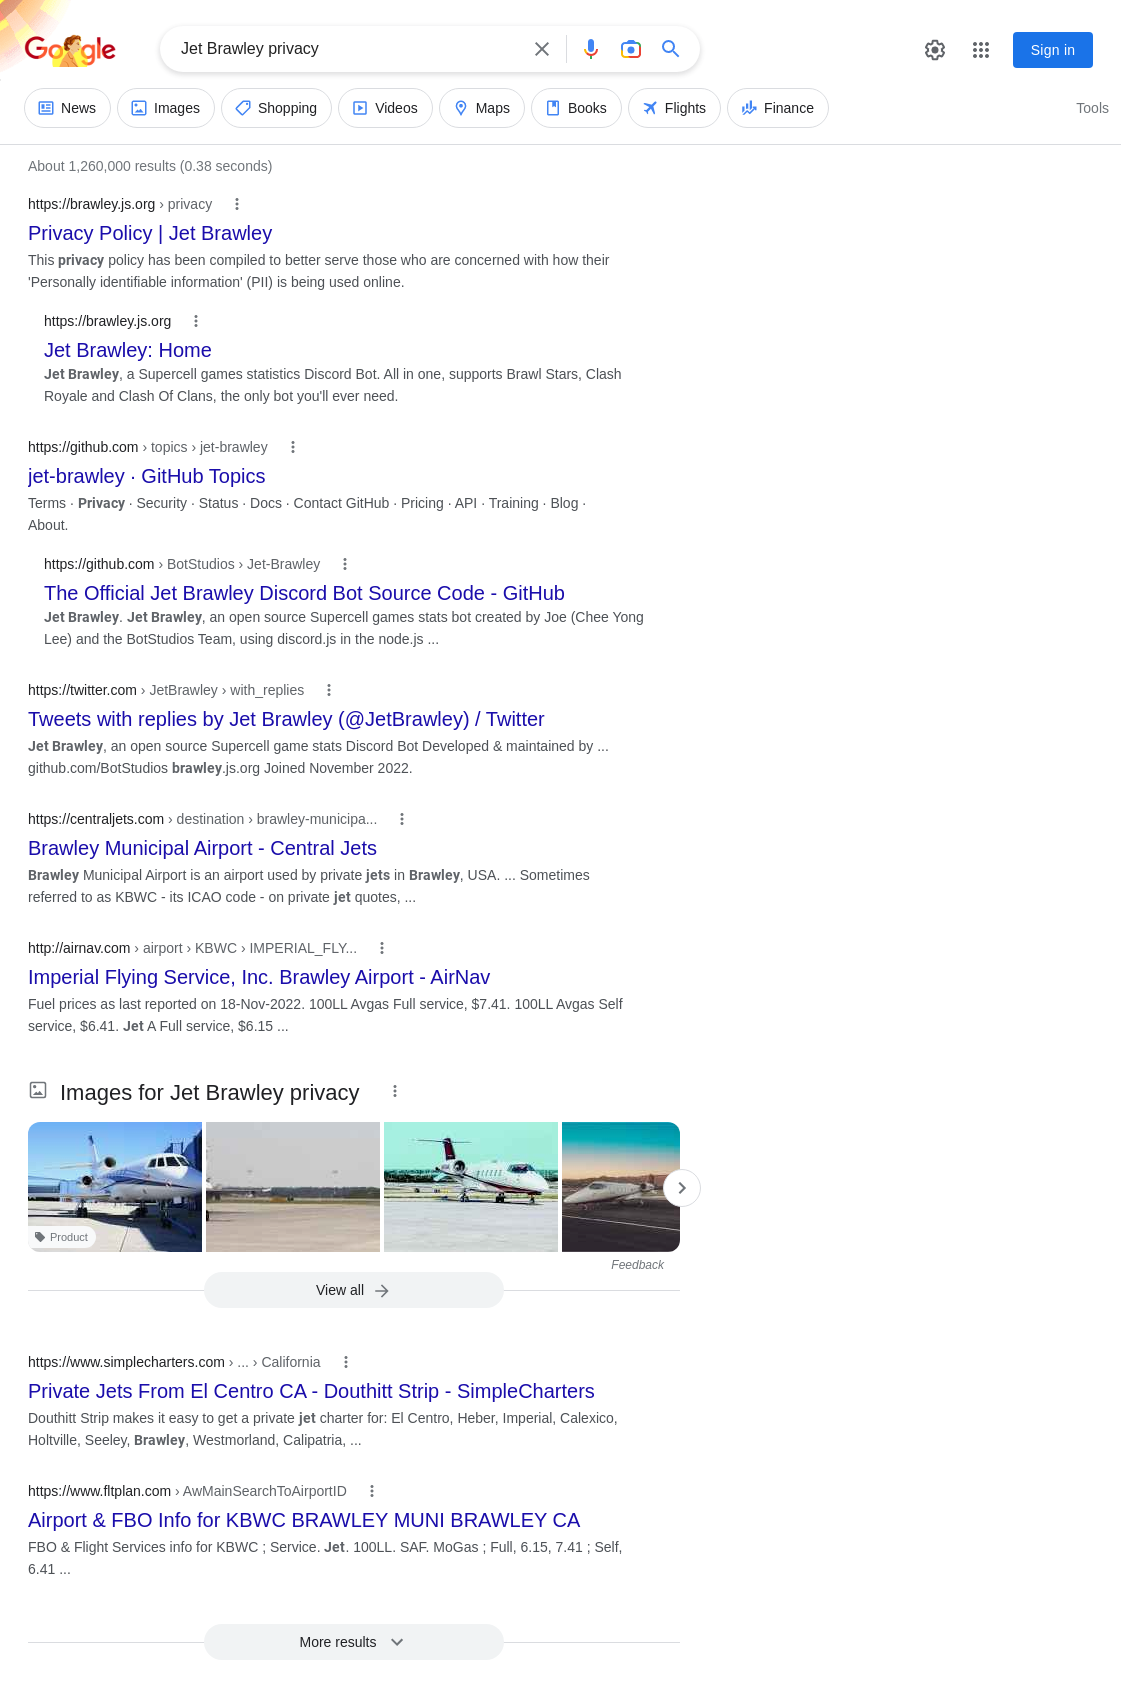 Google
Jet Brawley privacy
Sign in
News
Images
Shopping
Videos
Maps
Books
Flights
Finance
Tools
About 1,260,000 results (0.38 seconds)
https://brawley.js.org › privacy
Privacy Policy | Jet Brawley
This privacy policy has been compiled to better serve those who are concerned with how their
'Personally identifiable information' (PII) is being used online.
https://brawley.js.org
Jet Brawley: Home
Jet Brawley, a Supercell games statistics Discord Bot. All in one, supports Brawl Stars, Clash
Royale and Clash Of Clans, the only bot you'll ever need.
https://github.com › topics › jet-brawley
jet-brawley · GitHub Topics
Terms · Privacy · Security · Status · Docs · Contact GitHub · Pricing · API · Training · Blog ·
About.
https://github.com › BotStudios › Jet-Brawley
The Official Jet Brawley Discord Bot Source Code - GitHub
Jet Brawley. Jet Brawley, an open source Supercell games stats bot created by Joe (Chee Yong
Lee) and the BotStudios Team, using discord.js in the node.js ...
https://twitter.com › JetBrawley › with_replies
Tweets with replies by Jet Brawley (@JetBrawley) / Twitter
Jet Brawley, an open source Supercell game stats Discord Bot Developed & maintained by ...
github.com/BotStudios brawley.js.org Joined November 2022.
https://centraljets.com › destination › brawley-municipa...
Brawley Municipal Airport - Central Jets
Brawley Municipal Airport is an airport used by private jets in Brawley, USA. ... Sometimes
referred to as KBWC - its ICAO code - on private jet quotes, ...
http://airnav.com › airport › KBWC › IMPERIAL_FLY...
Imperial Flying Service, Inc. Brawley Airport - AirNav
Fuel prices as last reported on 18-Nov-2022. 100LL Avgas Full service, $7.41. 100LL Avgas Self
service, $6.41. Jet A Full service, $6.15 ...
Images for Jet Brawley privacy
Product
Feedback
View all
https://www.simplecharters.com › ... › California
Private Jets From El Centro CA - Douthitt Strip - SimpleCharters
Douthitt Strip makes it easy to get a private jet charter for: El Centro, Heber, Imperial, Calexico,
Holtville, Seeley, Brawley, Westmorland, Calipatria, ...
https://www.fltplan.com › AwMainSearchToAirportID
Airport & FBO Info for KBWC BRAWLEY MUNI BRAWLEY CA
FBO & Flight Services info for KBWC ; Service. Jet. 100LL. SAF. MoGas ; Full, 6.15, 7.41 ; Self,
6.41 ...
More results